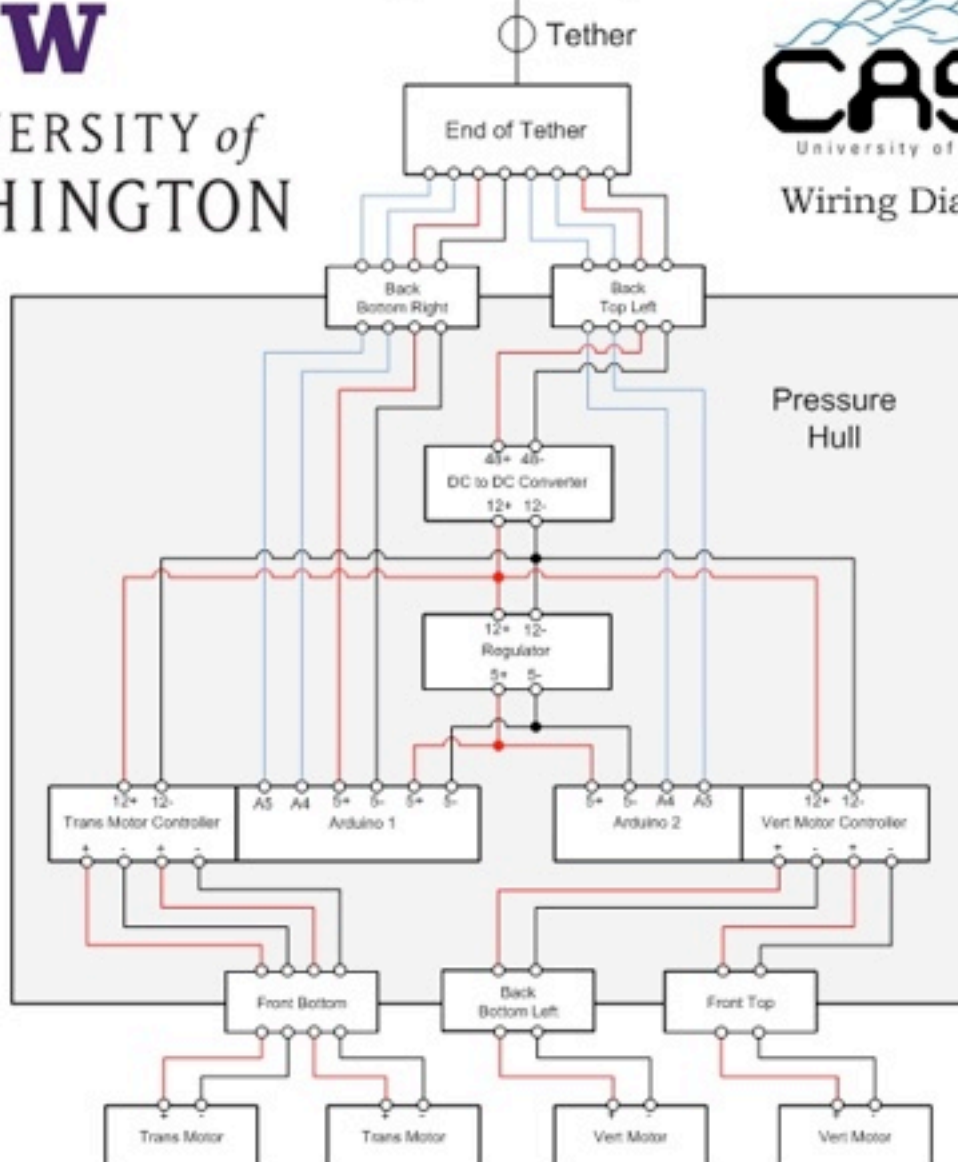 W
Tether
ERSITY of
HINGTON
CAS
University of
Wiring Dia
End of Tether
Back
Bottom Right
Back
Top Left
Pressure
Hull
48+ 48-
DC to DC Converter
12+ 12-
12+ 12-
Regulator
5+ 5-
12+ 12-
Trans Motor Controller
+ - + -
A5 A4 5+ 5- 5+ 5-
Arduino 1
5+ 5- A4 A5
Arduino 2
12+ 12-
Vert Motor Controller
+ - + -
Front Bottom
Back
Bottom Left
Front Top
+ -
Trans Motor
+ -
Trans Motor
+ -
Vert Motor
+ -
Vert Motor